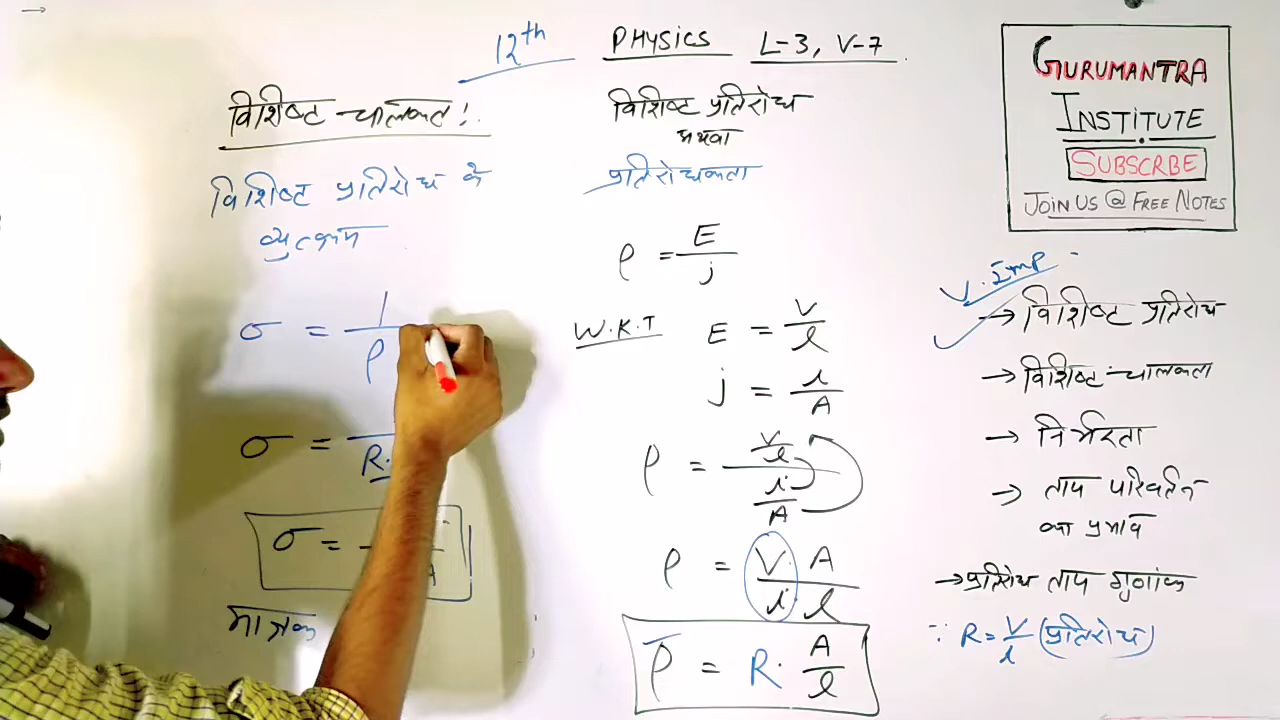 12th PHYSICS L-3, V-7
विशिष्ट चालकता!
विशिष्ट प्रतिरोध के
व्युत्क्रम
σ = 1/ρ
σ = R.
σ =
A
मात्रक
विशिष्ट प्रतिरोध
अथवा
प्रतिरोधकता
ρ = E/j
W.K.T E = V/l
j = i/A
ρ = (V/l)/(i/A)
ρ = V.A/i l
ρ = R. A/l
GURUMANTRA
INSTITUTE
SUBSCRBE
JOIN US @ FREE NOTES
V. Imp
→ विशिष्ट प्रतिरोध
→ विशिष्ट चालकता
→ निर्भरता
→ ताप परिवर्तन
का प्रभाव
→ प्रतिरोध ताप गुणांक
∵ R = V/i (प्रतिरोध)